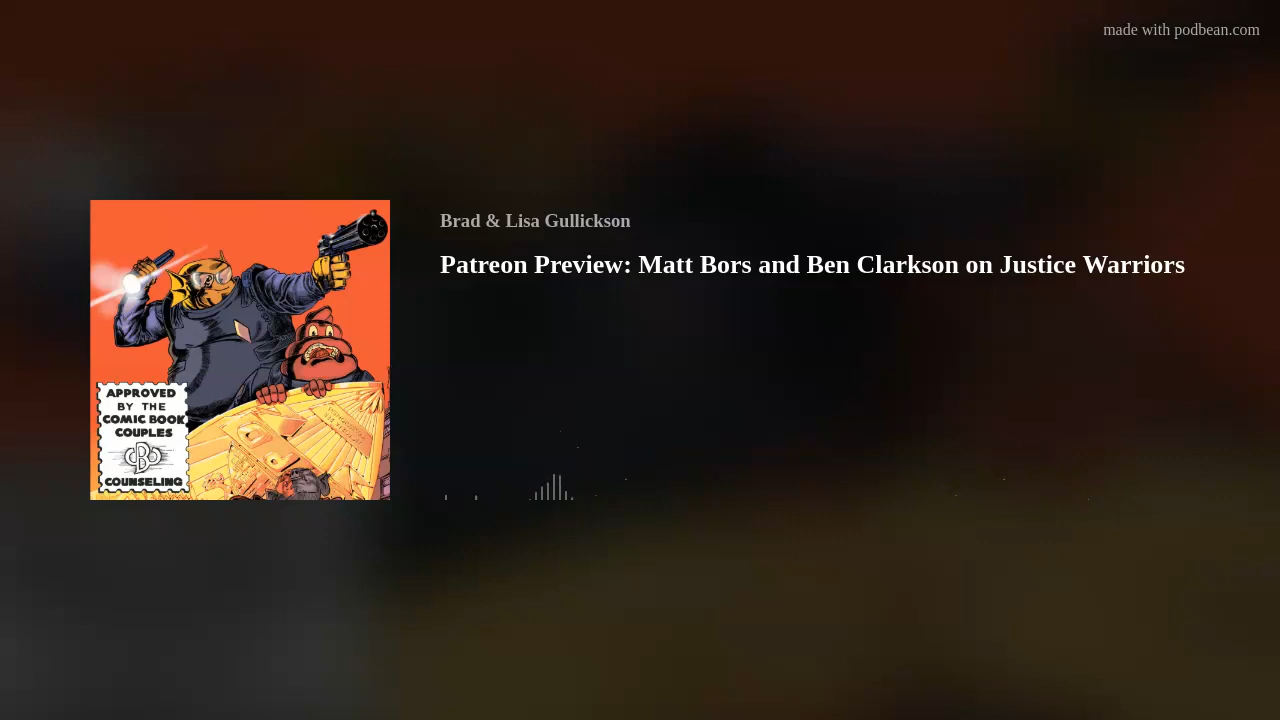 made with podbean.com
Brad & Lisa Gullickson
Patreon Preview: Matt Bors and Ben Clarkson on Justice Warriors
APPROVED
BY THE
COMIC BOOK
COUPLES
CBC
COUNSELING